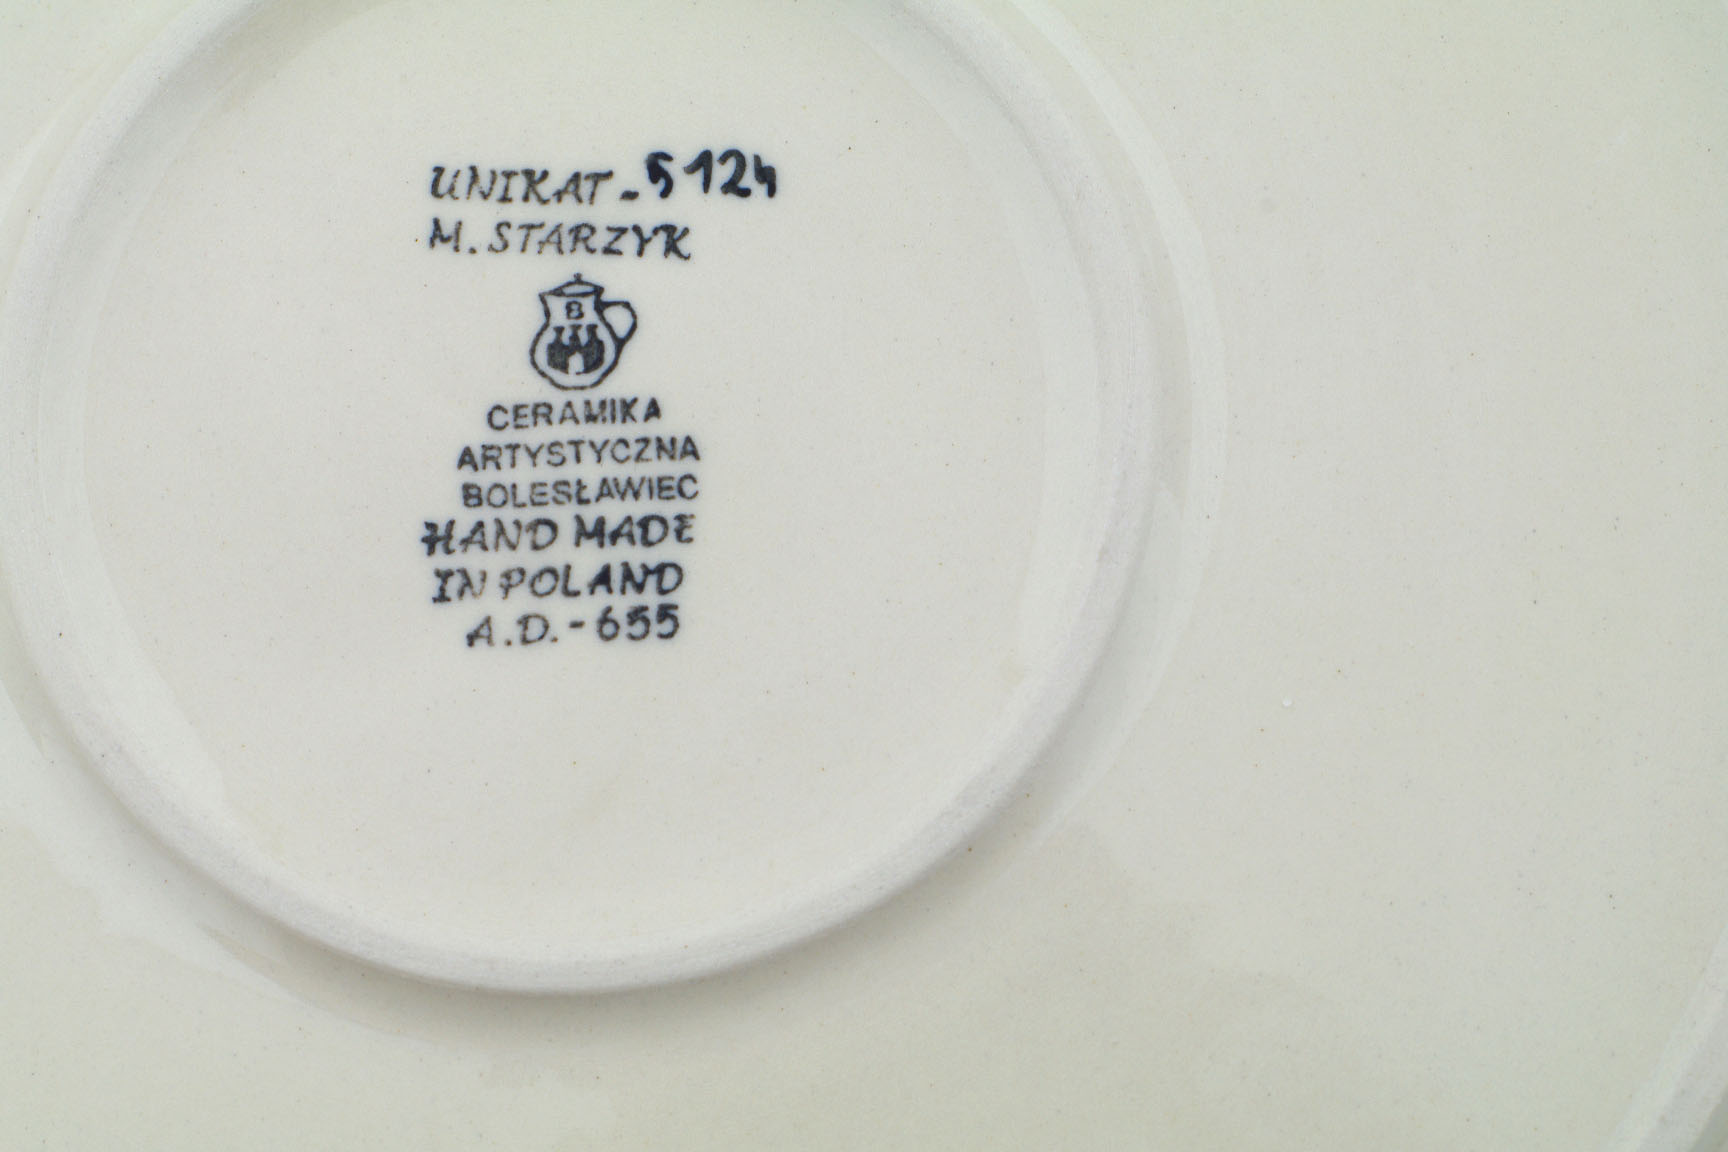 UNIKAT - 5124
M. STARZYK
B
CERAMIKA
ARTYSTYCZNA
BOLESŁAWIEC
HAND MADE
IN POLAND
A.D. - 655